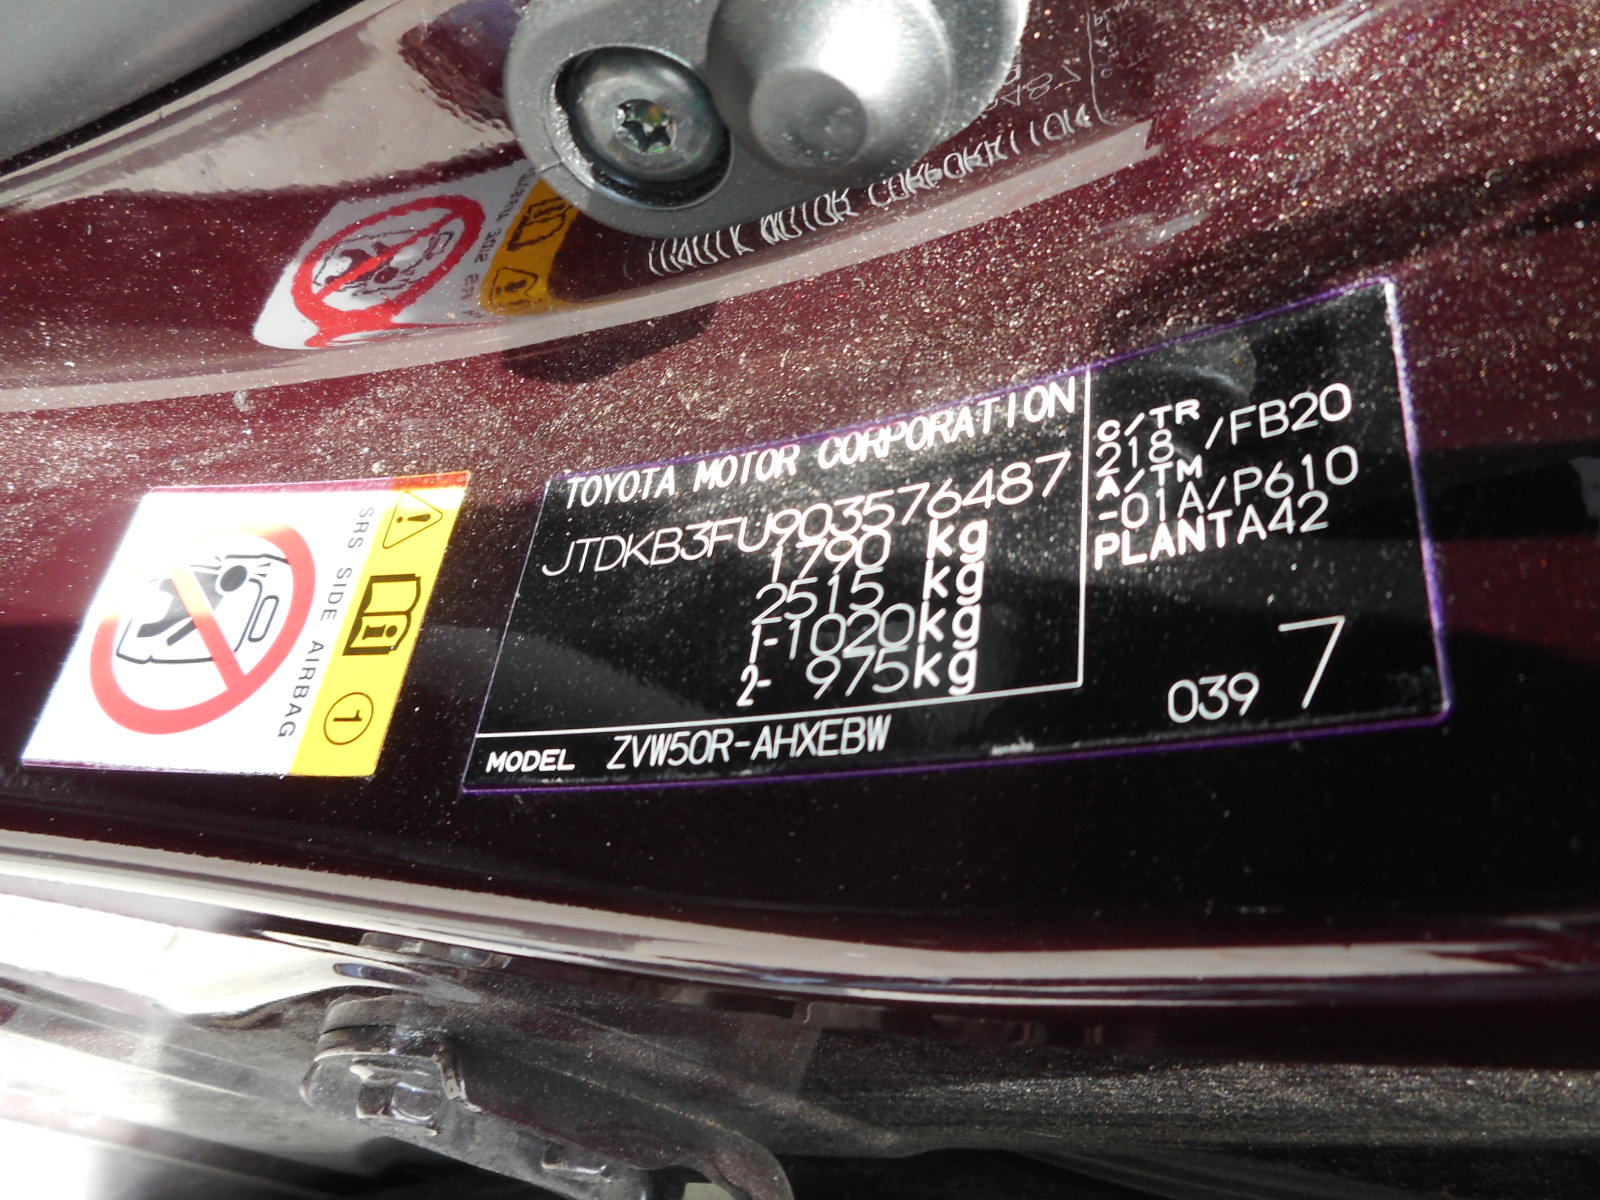 TOYOTA MOTOR CORPORATION
JTDKB3FU903576487
1790 kg
2515 kg
1-1020kg
2- 975kg
C/TR
218 /FB20
A/TM
-01A/P610
PLANTA42
039 7
MODEL ZVW50R-AHXEBW
SRS SIDE AIRBAG
1